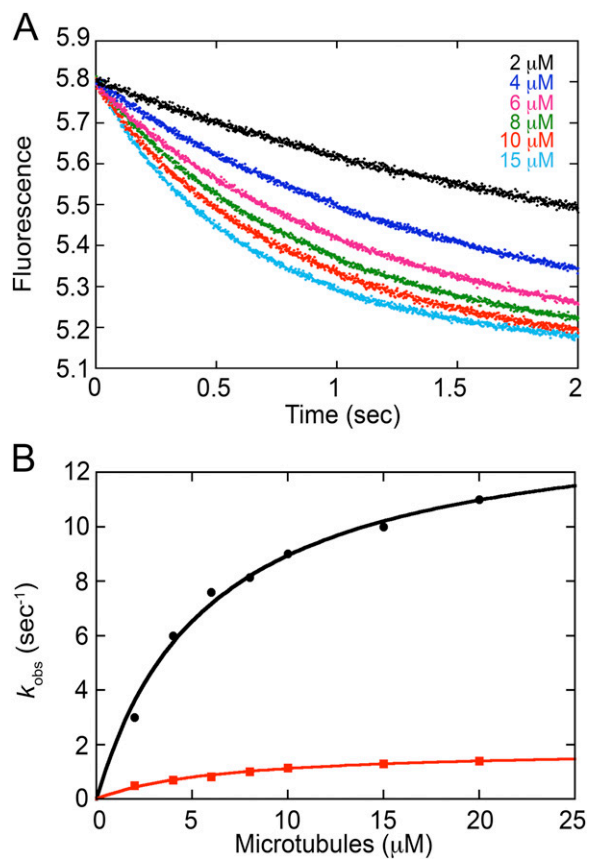 A
5.9
5.8
5.7
5.6
5.5
5.4
5.3
5.2
5.1
Fluorescence
2 μM
4 μM
6 μM
8 μM
10 μM
15 μM
0 0.5 1 1.5 2
Time (sec)
B
12
10
8
6
4
2
0
k_obs (sec⁻¹)
0 5 10 15 20 25
Microtubules (μM)